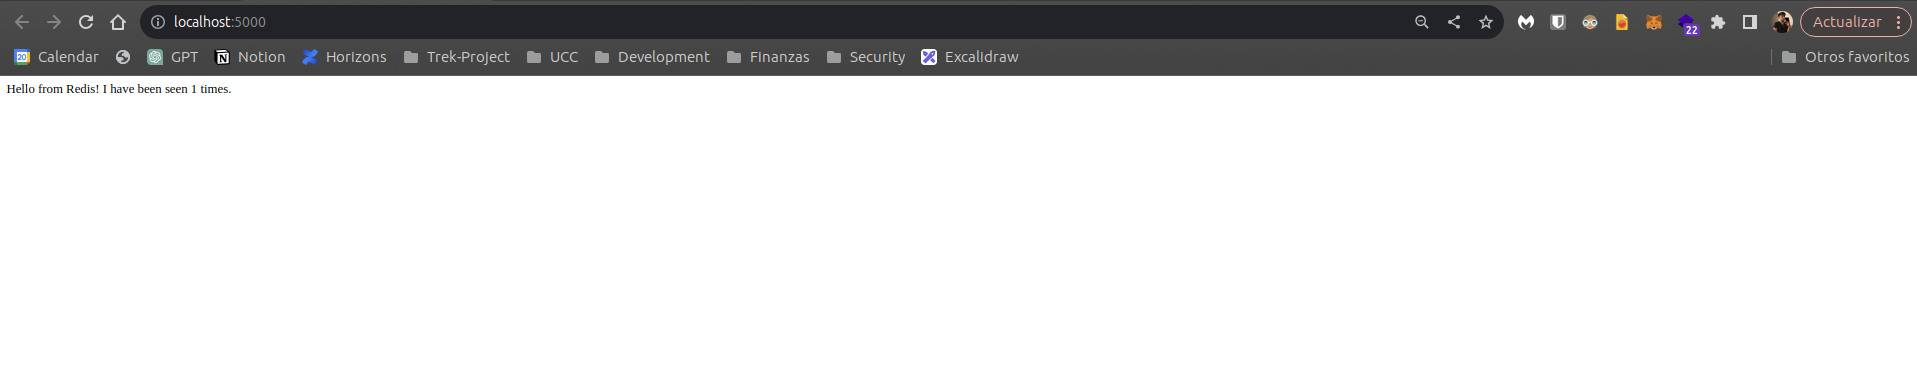 localhost:5000
22
Actualizar
20 Calendar GPT N Notion Horizons Trek-Project UCC Development Finanzas Security Excalidraw Otros favoritos
Hello from Redis! I have been seen 1 times.